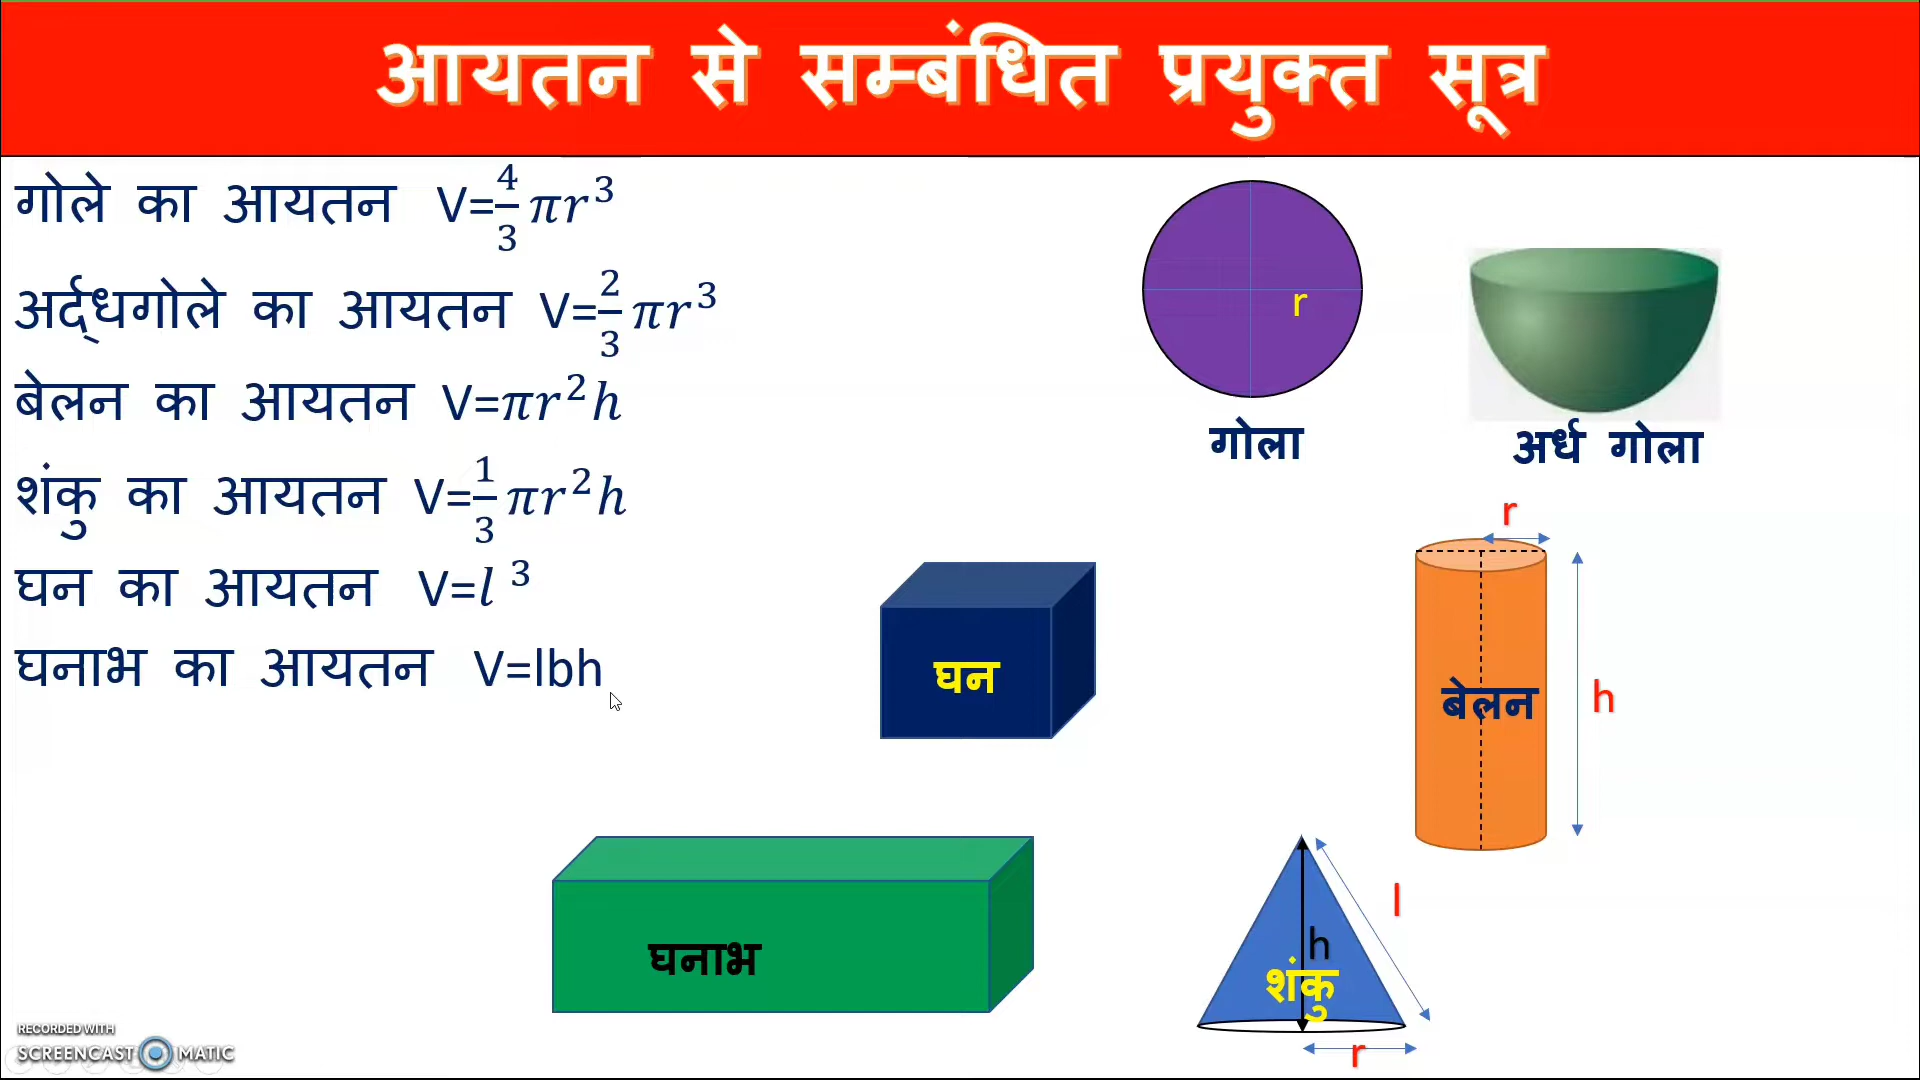 आयतन से सम्बंधित प्रयुक्त सूत्र
गोले का आयतन V=4/3 πr³
अर्द्धगोले का आयतन V=2/3 πr³
बेलन का आयतन V=πr²h
शंकु का आयतन V=1/3 πr²h
घन का आयतन V=l ³
घनाभ का आयतन V=lbh
r
गोला
अर्ध गोला
r
घन
बेलन
h
घनाभ
l
h
शंकु
r
RECORDED WITH
SCREENCAST MATIC